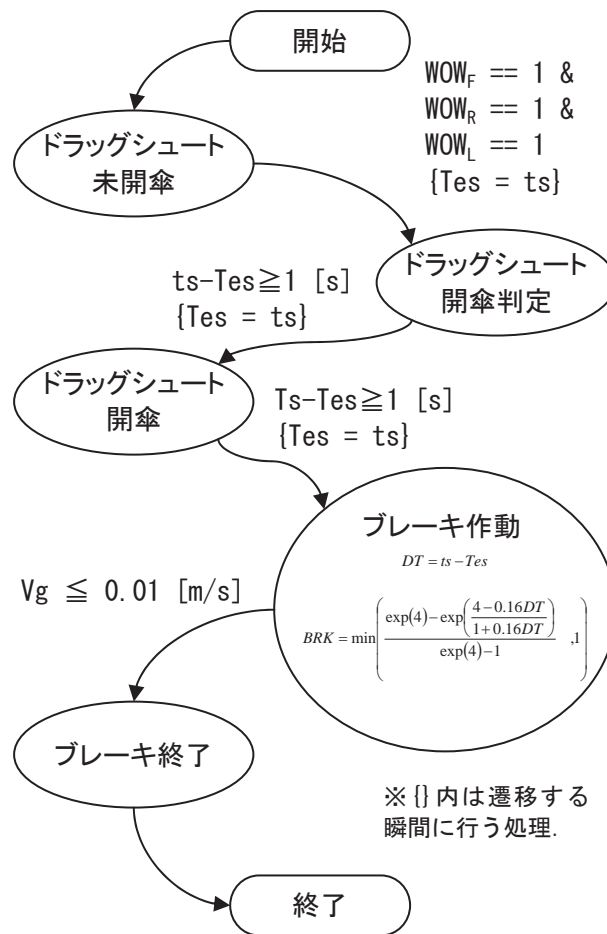 開始
WOW_F == 1 &
WOW_R == 1 &
WOW_L == 1
{Tes = ts}
ドラッグシュート
未開傘
ドラッグシュート
開傘判定
ts-Tes≧1 [s]
{Tes = ts}
ドラッグシュート
開傘
Ts-Tes≧1 [s]
{Tes = ts}
ブレーキ作動
DT = ts − Tes
BRK = min( (exp(4) − exp((4 − 0.16DT)/(1 + 0.16DT)))/(exp(4) − 1) ,1)
Vg ≦ 0.01 [m/s]
ブレーキ終了
※{}内は遷移する
瞬間に行う処理.
終了